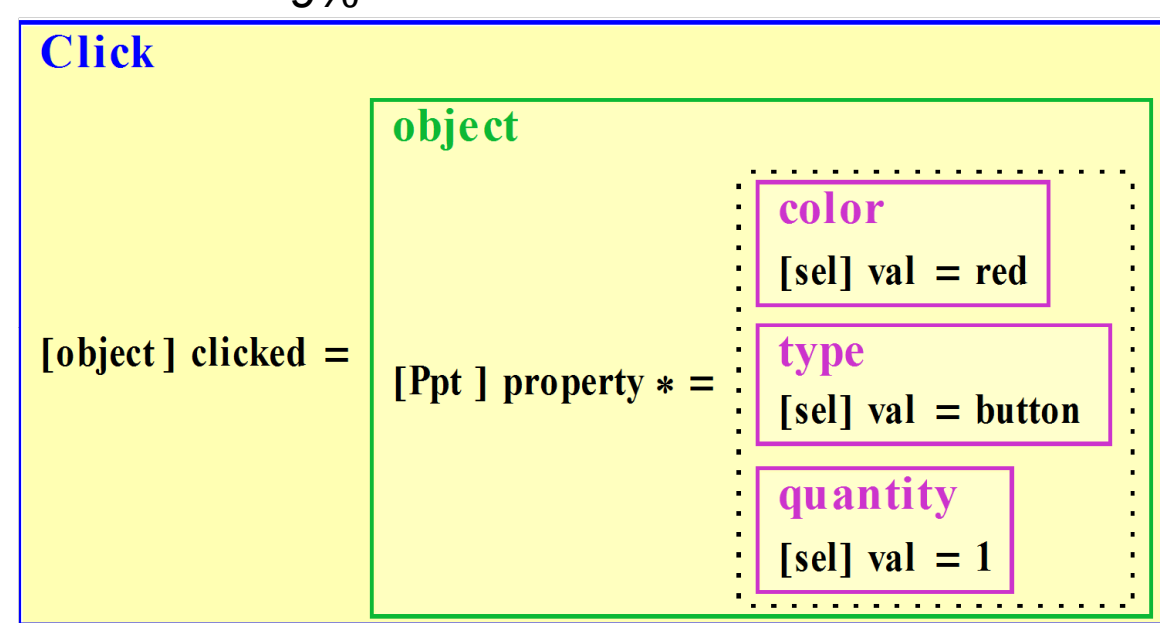 Click
object
color
[sel] val = red
[object ] clicked =
type
[Ppt ] property * =
[sel] val = button
quantity
[sel] val = 1